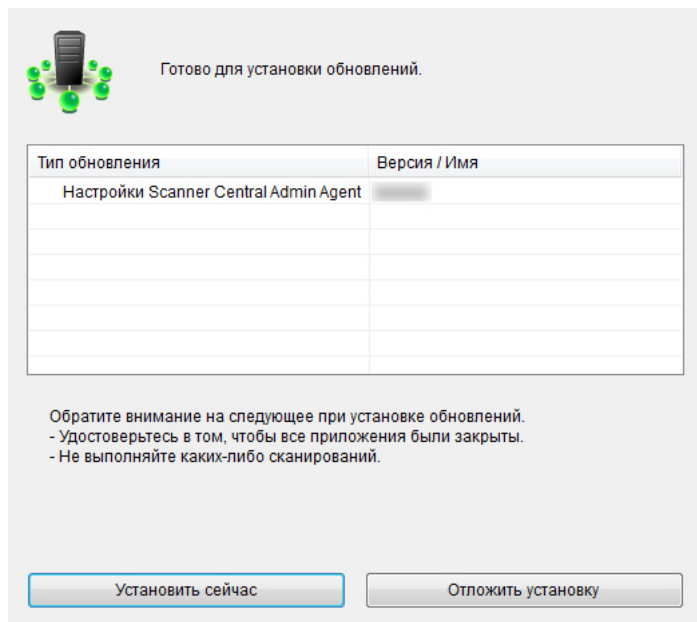 Готово для установки обновлений.
Тип обновления Версия / Имя
Настройки Scanner Central Admin Agent
Обратите внимание на следующее при установке обновлений.
- Удостоверьтесь в том, чтобы все приложения были закрыты.
- Не выполняйте каких-либо сканирований.
Установить сейчас Отложить установку